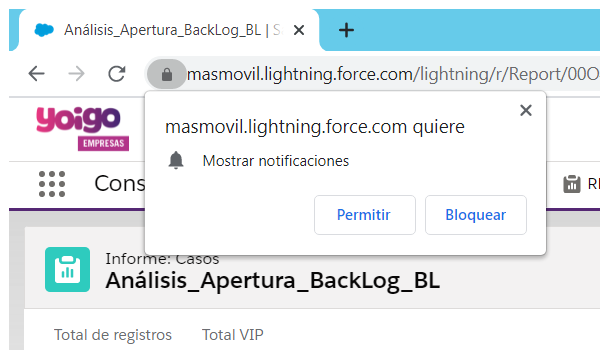 Análisis_Apertura_BackLog_BL | S
masmovil.lightning.force.com/lightning/r/Report/00O
yoigo
EMPRESAS
masmovil.lightning.force.com quiere
Mostrar notificaciones
Cons
Permitir
Bloquear
Informe: Casos
Análisis_Apertura_BackLog_BL
Total de registros
Total VIP